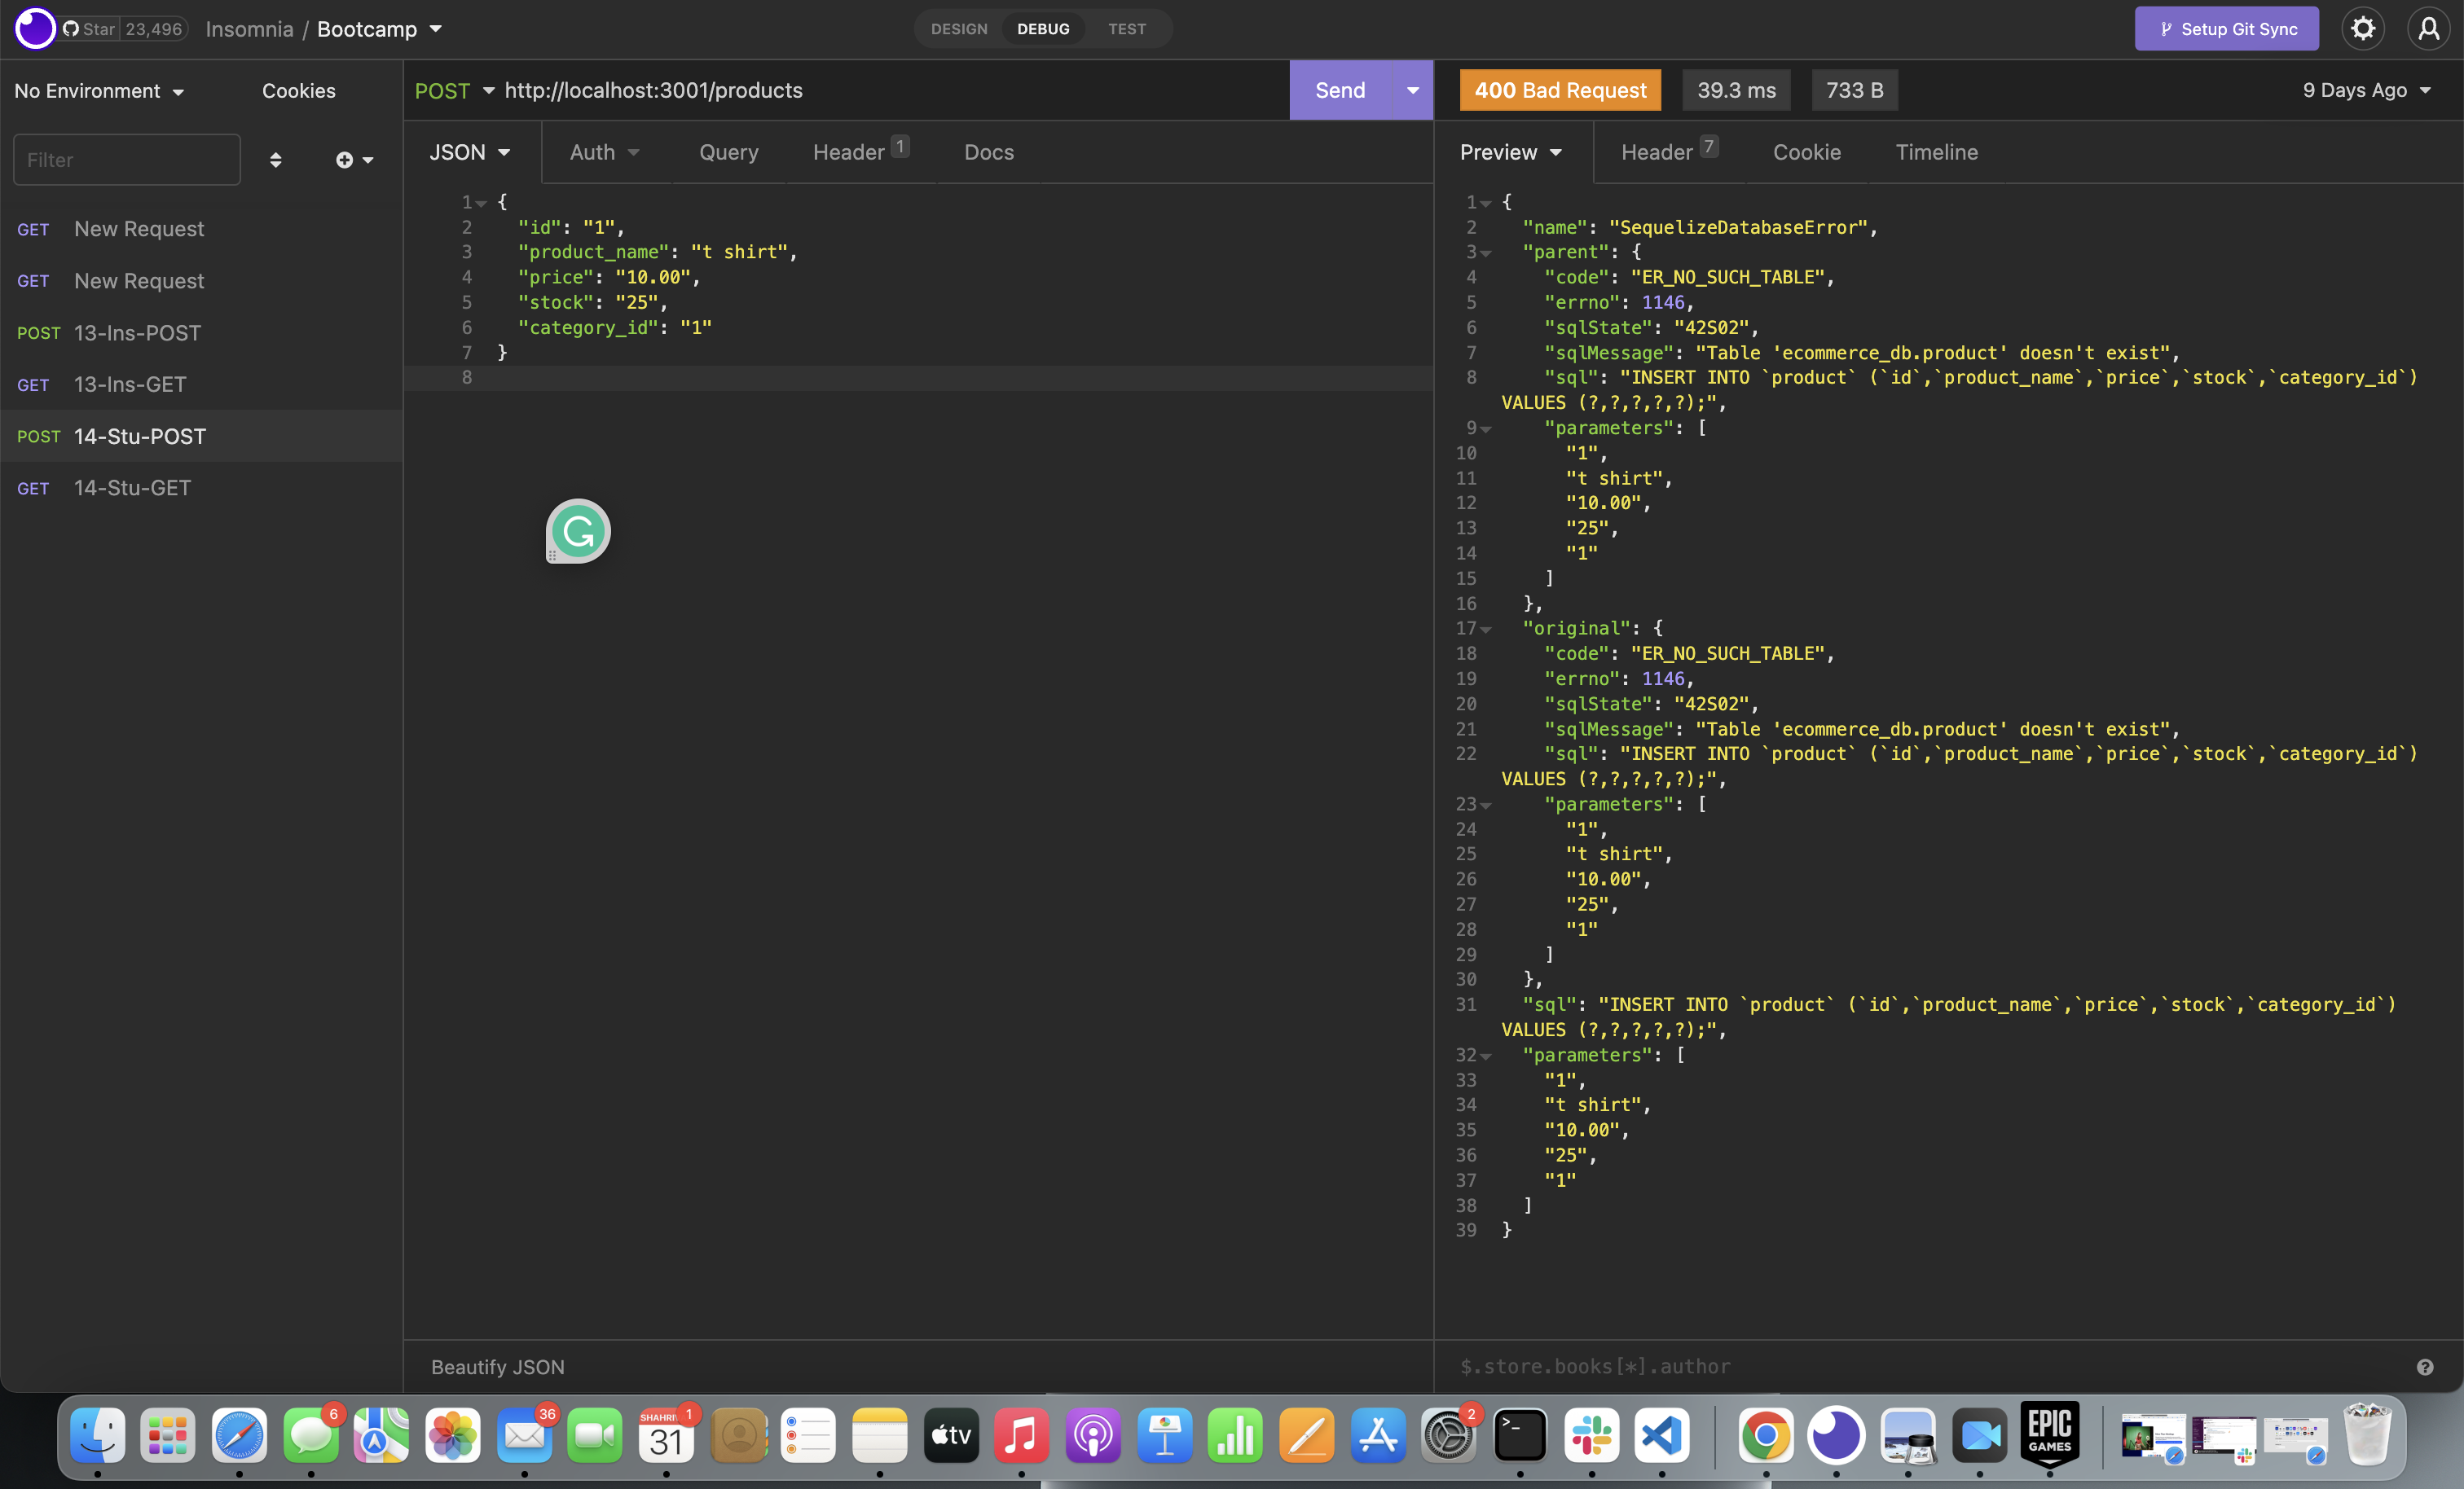 Star 23,496
Insomnia / Bootcamp
DESIGN DEBUG TEST
Setup Git Sync
No Environment Cookies
POST http://localhost:3001/products Send
400 Bad Request 39.3 ms 733 B 9 Days Ago
Filter
JSON Auth Query Header 1 Docs
Preview Header 7 Cookie Timeline
GET New Request
GET New Request
POST 13-Ins-POST
GET 13-Ins-GET
POST 14-Stu-POST
GET 14-Stu-GET
1 {
2 "id": "1",
3 "product_name": "t shirt",
4 "price": "10.00",
5 "stock": "25",
6 "category_id": "1"
7 }
8
1 {
2 "name": "SequelizeDatabaseError",
3 "parent": {
4 "code": "ER_NO_SUCH_TABLE",
5 "errno": 1146,
6 "sqlState": "42S02",
7 "sqlMessage": "Table 'ecommerce_db.product' doesn't exist",
8 "sql": "INSERT INTO `product` (`id`,`product_name`,`price`,`stock`,`category_id`)
VALUES (?,?,?,?,?);",
9 "parameters": [
10 "1",
11 "t shirt",
12 "10.00",
13 "25",
14 "1"
15 ]
16 },
17 "original": {
18 "code": "ER_NO_SUCH_TABLE",
19 "errno": 1146,
20 "sqlState": "42S02",
21 "sqlMessage": "Table 'ecommerce_db.product' doesn't exist",
22 "sql": "INSERT INTO `product` (`id`,`product_name`,`price`,`stock`,`category_id`)
VALUES (?,?,?,?,?);",
23 "parameters": [
24 "1",
25 "t shirt",
26 "10.00",
27 "25",
28 "1"
29 ]
30 },
31 "sql": "INSERT INTO `product` (`id`,`product_name`,`price`,`stock`,`category_id`)
VALUES (?,?,?,?,?);",
32 "parameters": [
33 "1",
34 "t shirt",
35 "10.00",
36 "25",
37 "1"
38 ]
39 }
Beautify JSON
$.store.books[*].author
6
36
1
31
tv
2
EPIC
GAMES